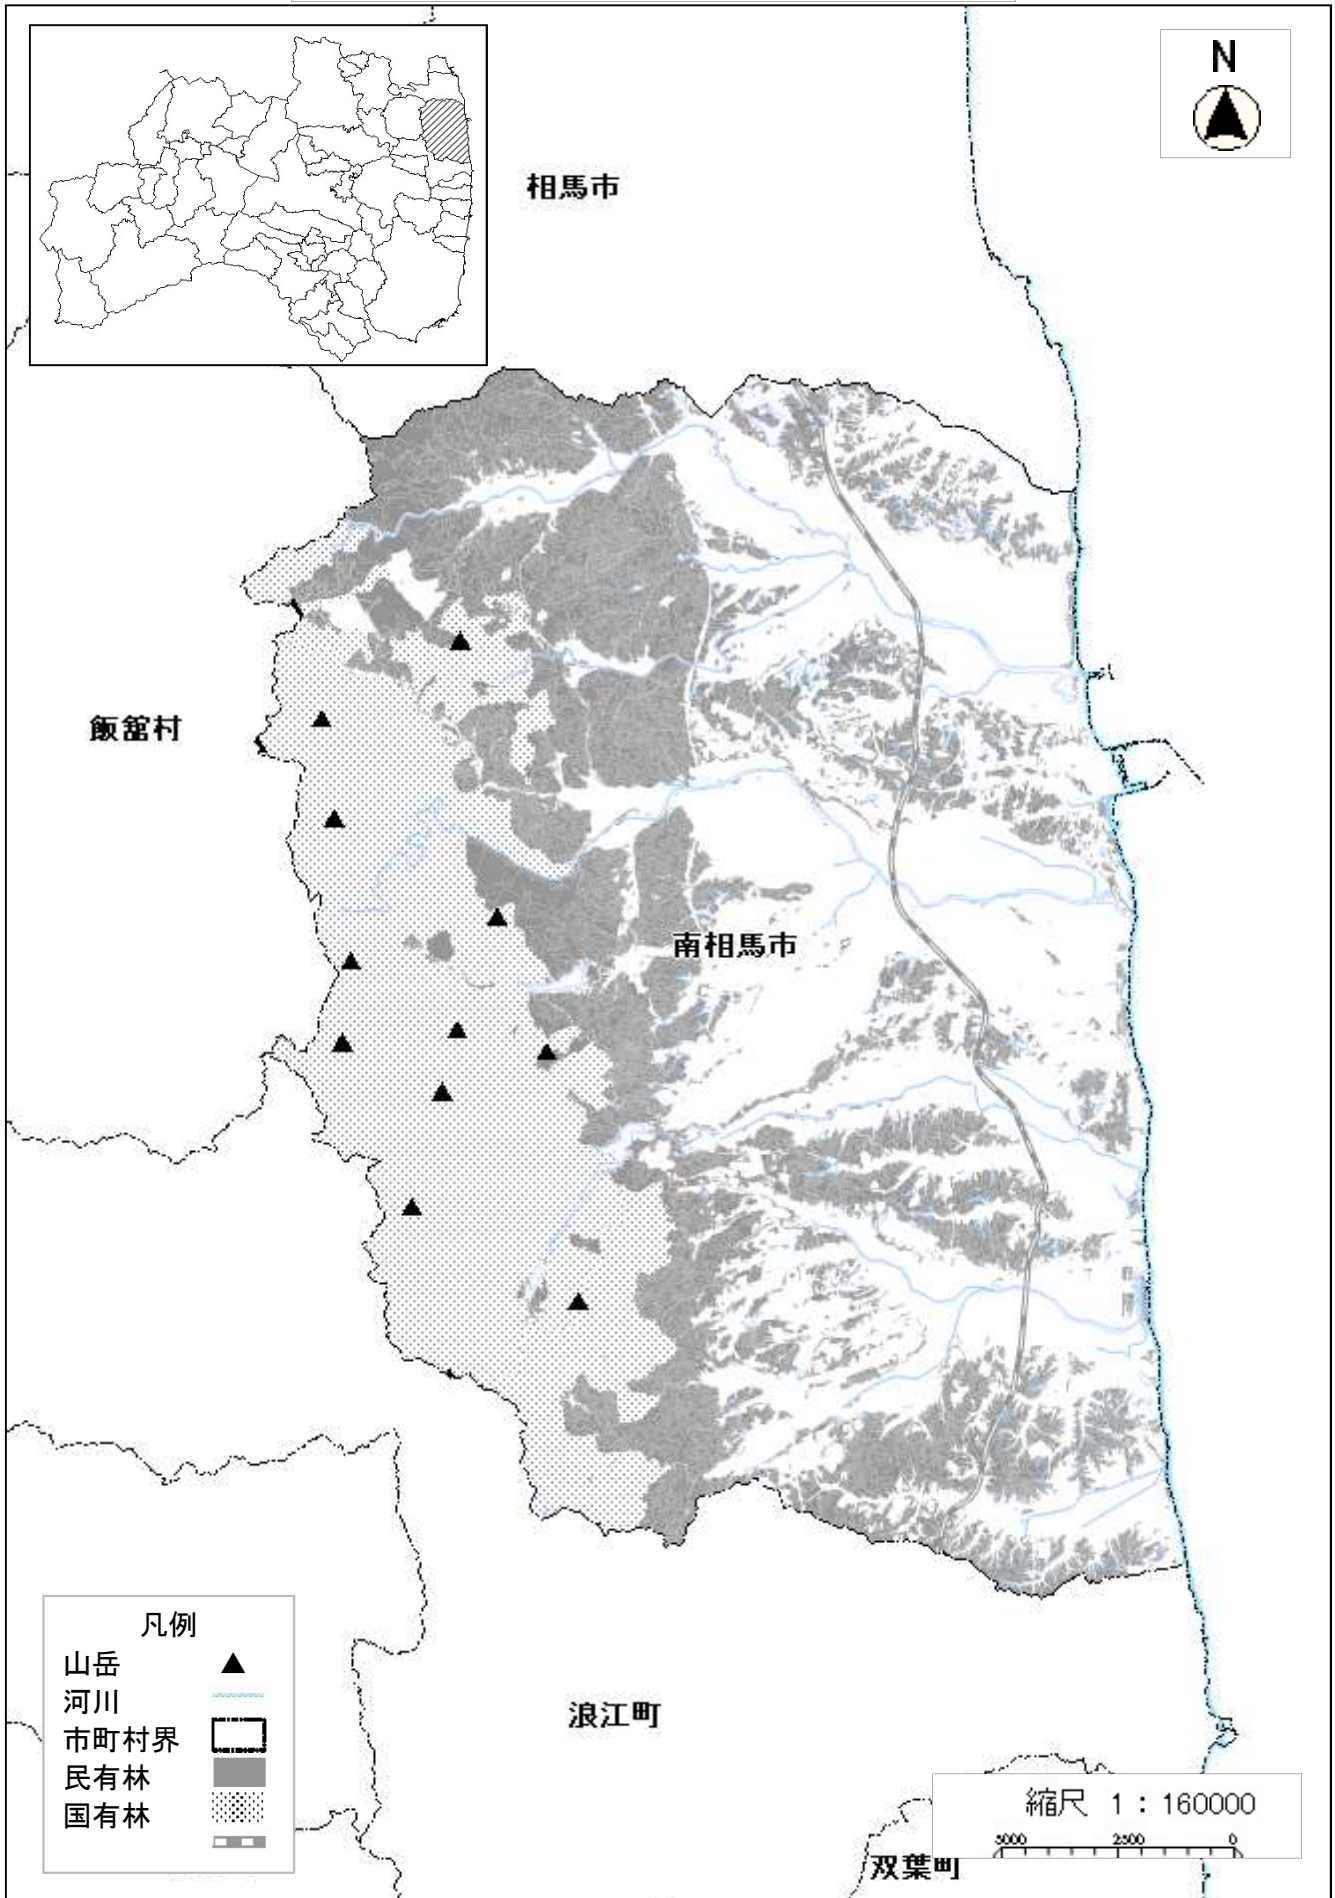 N
相馬市
飯舘村
南相馬市
浪江町
双葉町
凡例
山岳
河川
市町村界
民有林
国有林
縮尺 1：160000
5000 2500 0